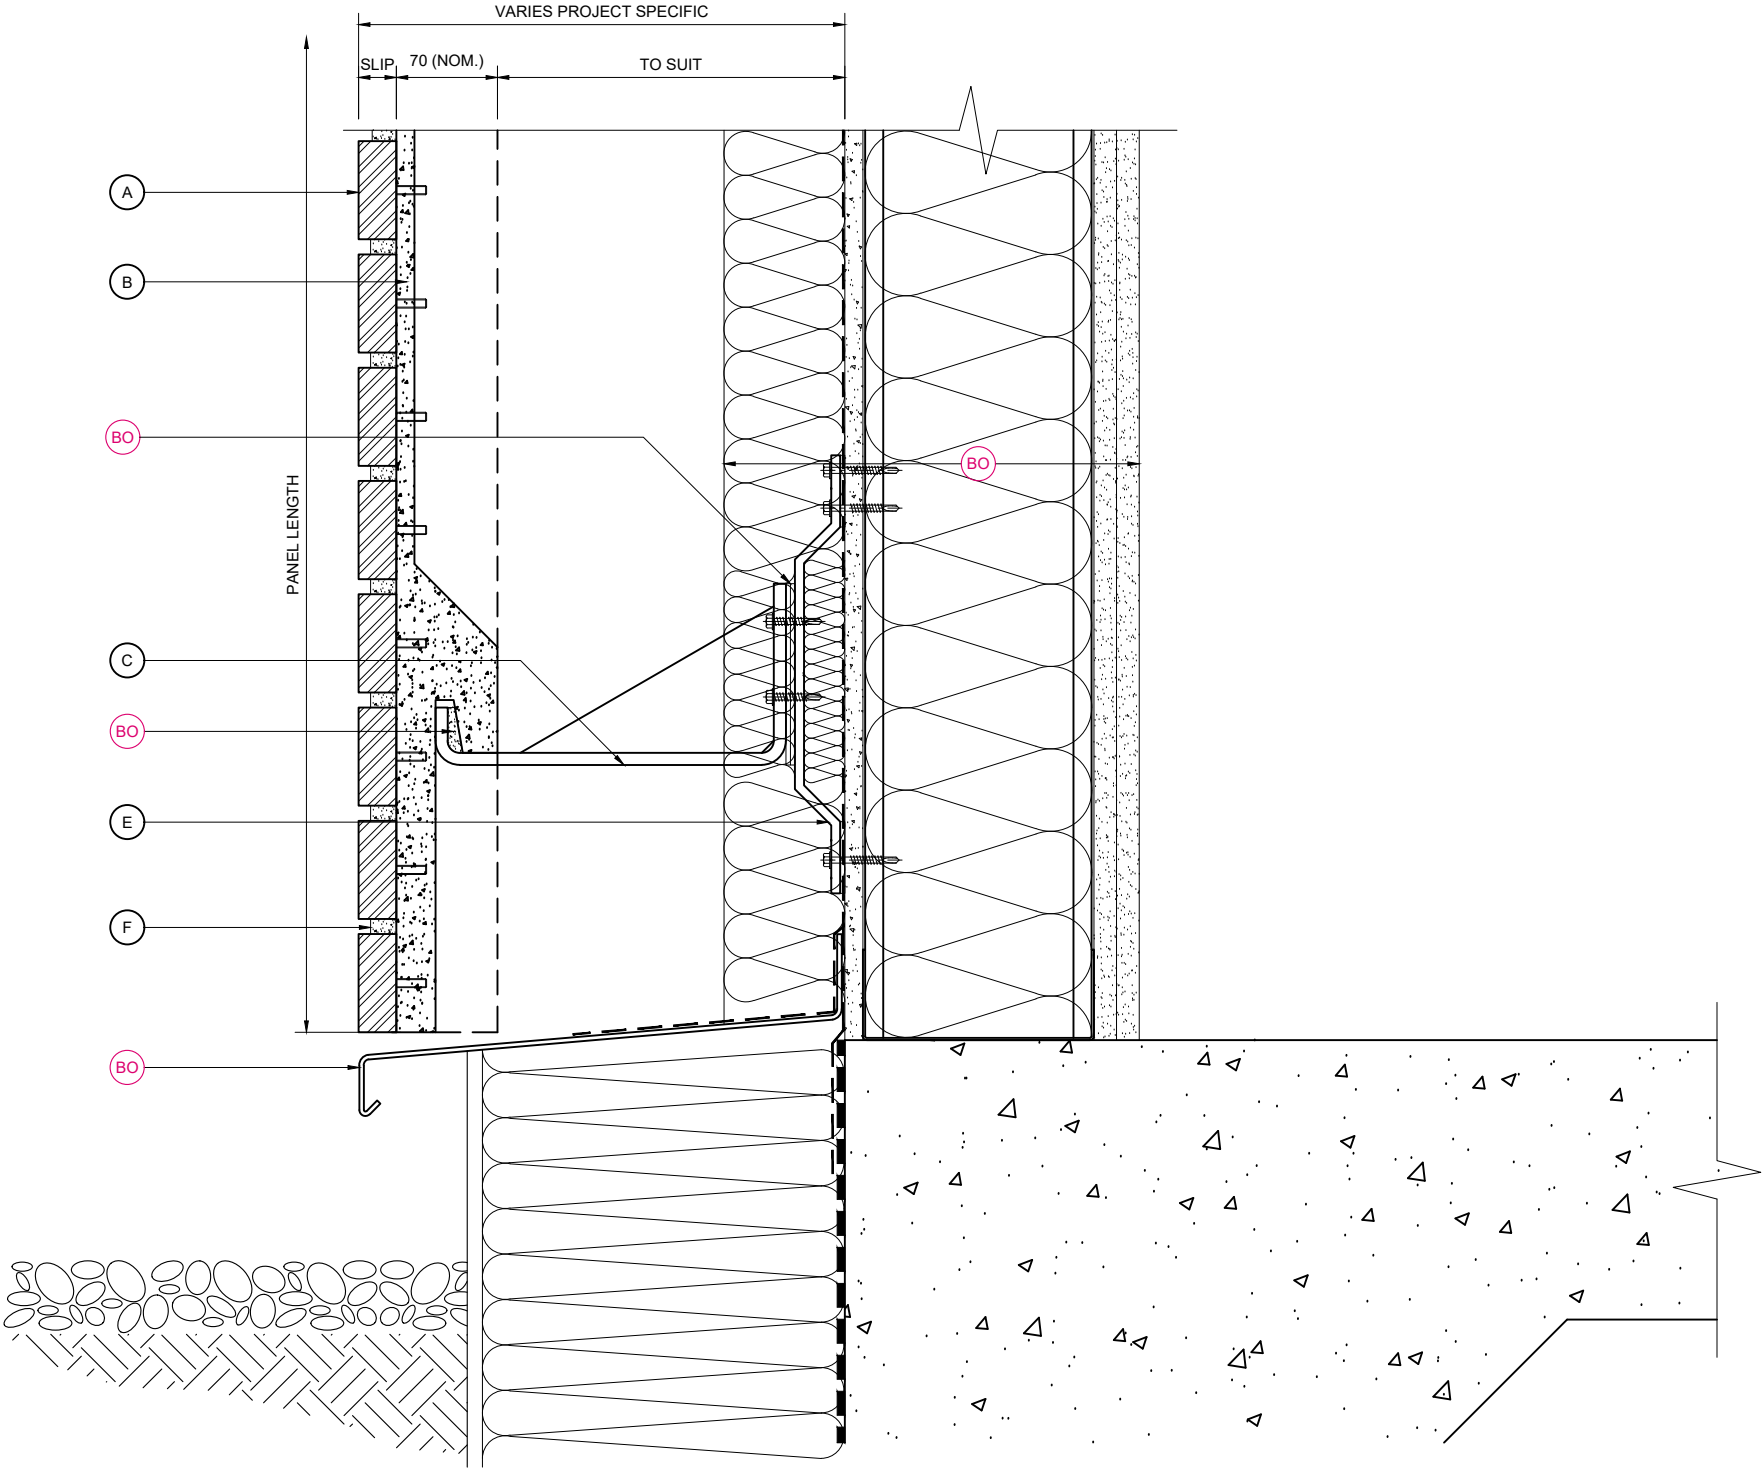 VARIES PROJECT SPECIFIC
SLIP 70 (NOM.) TO SUIT
A
B
BO
BO
PANEL LENGTH
C
BO
E
F
BO